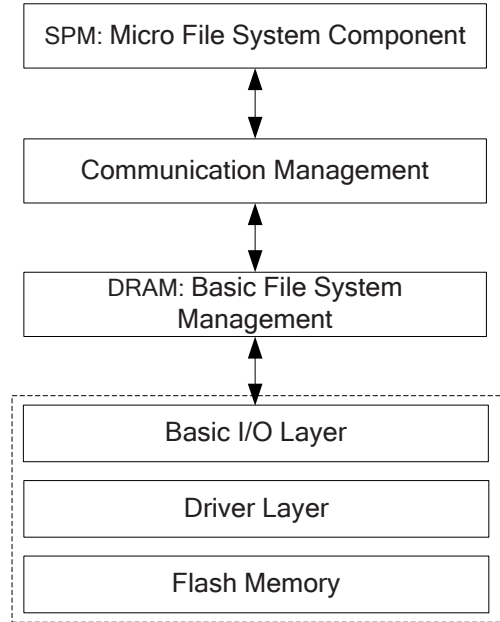 SPM: Micro File System Component
Communication Management
DRAM: Basic File System
Management
Basic I/O Layer
Driver Layer
Flash Memory